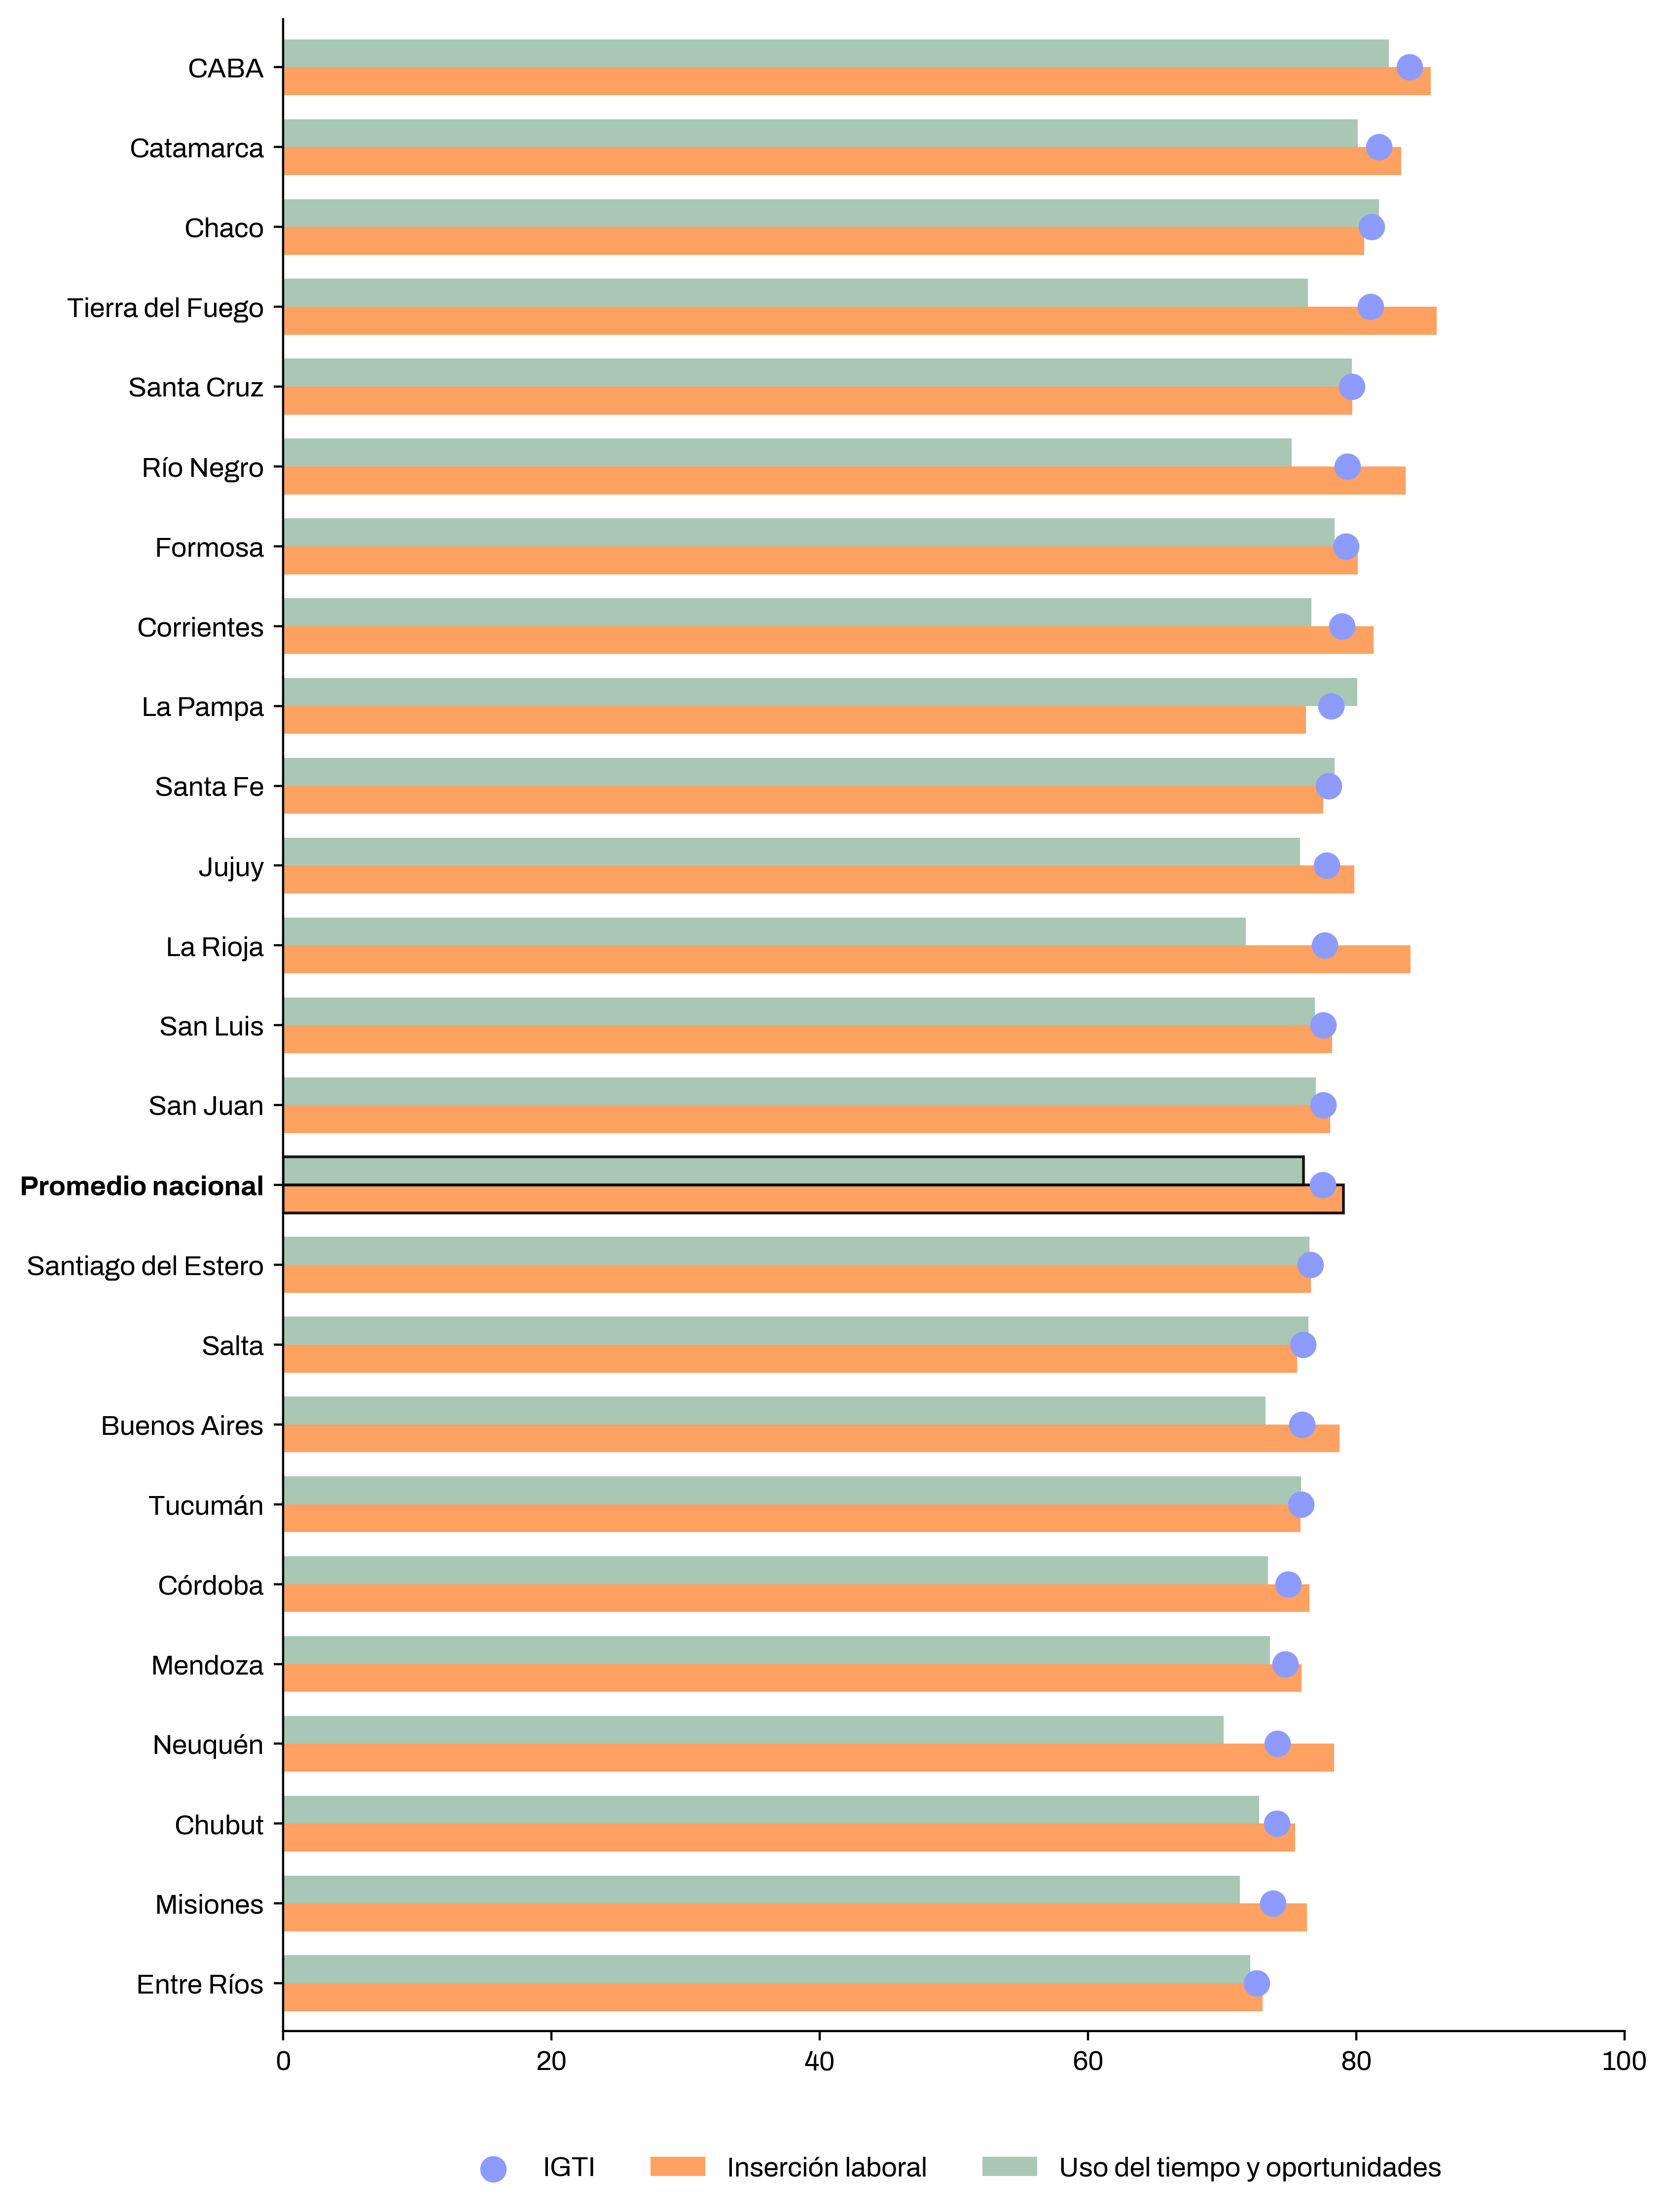 CABA
Catamarca
Chaco
Tierra del Fuego
Santa Cruz
Río Negro
Formosa
Corrientes
La Pampa
Santa Fe
Jujuy
La Rioja
San Luis
San Juan
Promedio nacional
Santiago del Estero
Salta
Buenos Aires
Tucumán
Córdoba
Mendoza
Neuquén
Chubut
Misiones
Entre Ríos
0 20 40 60 80 100
IGTI Inserción laboral Uso del tiempo y oportunidades